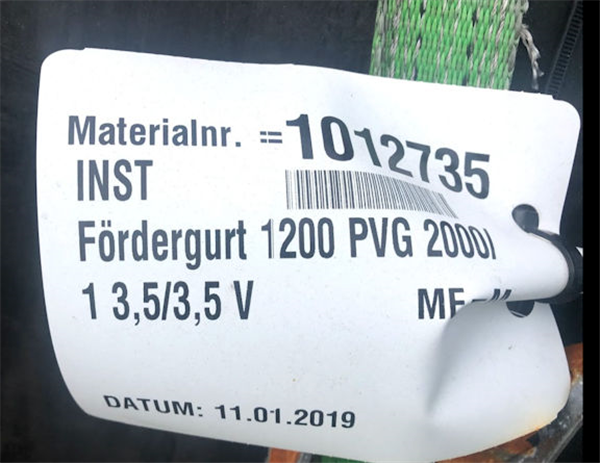 Materialnr. =1012735
INST
Fördergurt 1200 PVG 2000/
1 3,5/3,5 V
DATUM: 11.01.2019